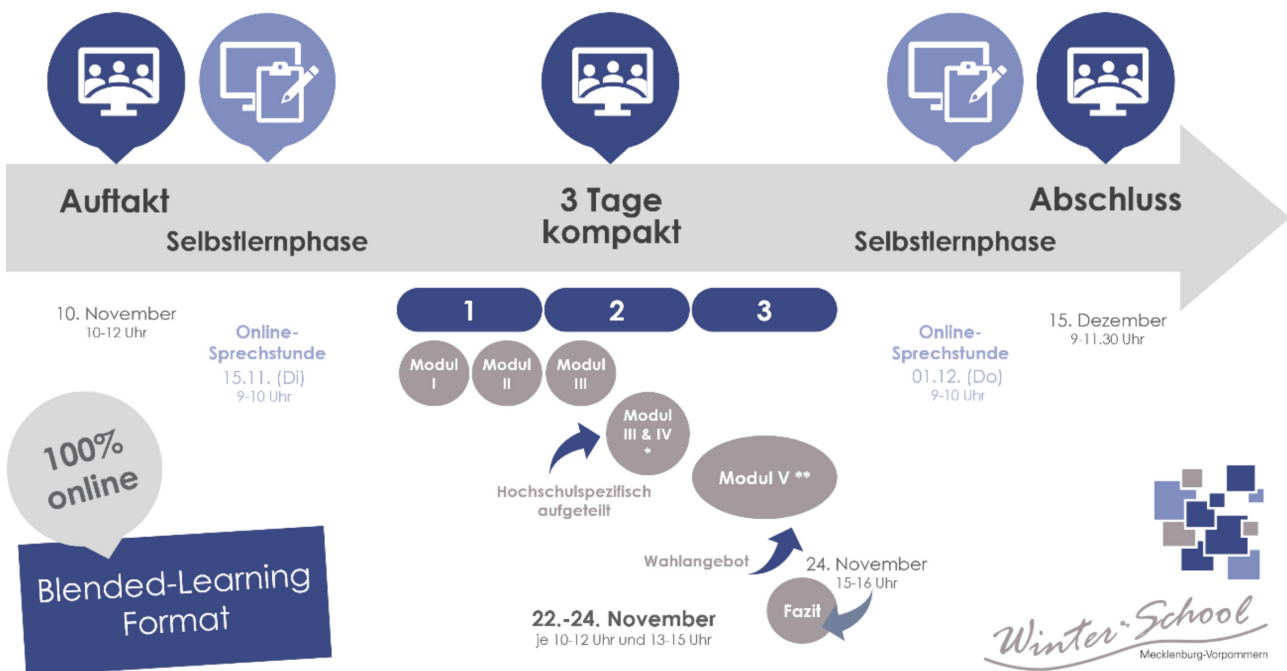 Auftakt
Selbstlernphase
3 Tage
kompakt
Selbstlernphase
Abschluss
10. November
10-12 Uhr
Online-
Sprechstunde
15.11. (Di)
9-10 Uhr
1
2
3
Modul
I
Modul
II
Modul
III
Modul
III & IV
*
Hochschulspezifisch
aufgeteilt
Modul V **
Wahlangebot
24. November
15-16 Uhr
Fazit
22.-24. November
je 10-12 Uhr und 13-15 Uhr
Online-
Sprechstunde
01.12. (Do)
9-10 Uhr
15. Dezember
9-11.30 Uhr
100%
online
Blended-Learning
Format
Winter School
Mecklenburg-Vorpommern